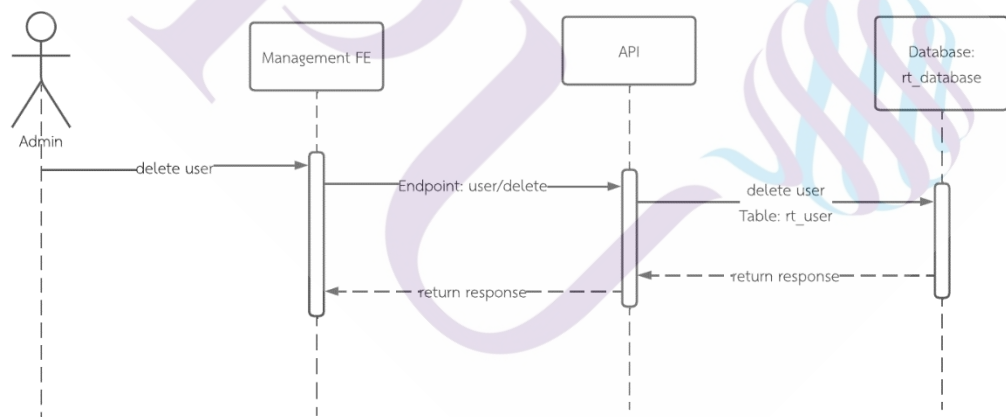 Management FE
API
Database:
rt_database
Admin
delete user
Endpoint: user/delete
delete user
Table: rt_user
return response
return response